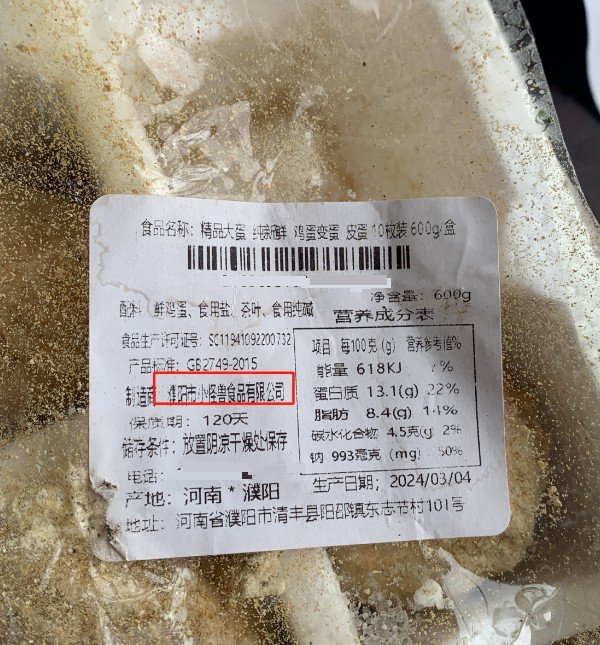 食品名称：精品大蛋 纯新鲜 鸡蛋变蛋 皮蛋 10枚装 600g/盒
净含量：600g
配料 鲜鸡蛋、食用盐、茶叶、食用纯碱
食品生产许可证号：SC11941092200732
产品标准：GB2749-2015
制造商 濮阳市小怪兽食品有限公司
保质期：120天
储存条件：放置阴凉干燥处保存
电话：
产地：河南*濮阳
地址：河南省濮阳市清丰县阳邵镇东志节村101号
营养成分表
项目 每100克(g) 营养参考值%
能量 618KJ 7%
蛋白质 13.1(g) 22%
脂肪 8.4(g) 14%
碳水化合物 4.5克(g 2%
钠 993毫克（mg） 50%
生产日期：2024/03/04